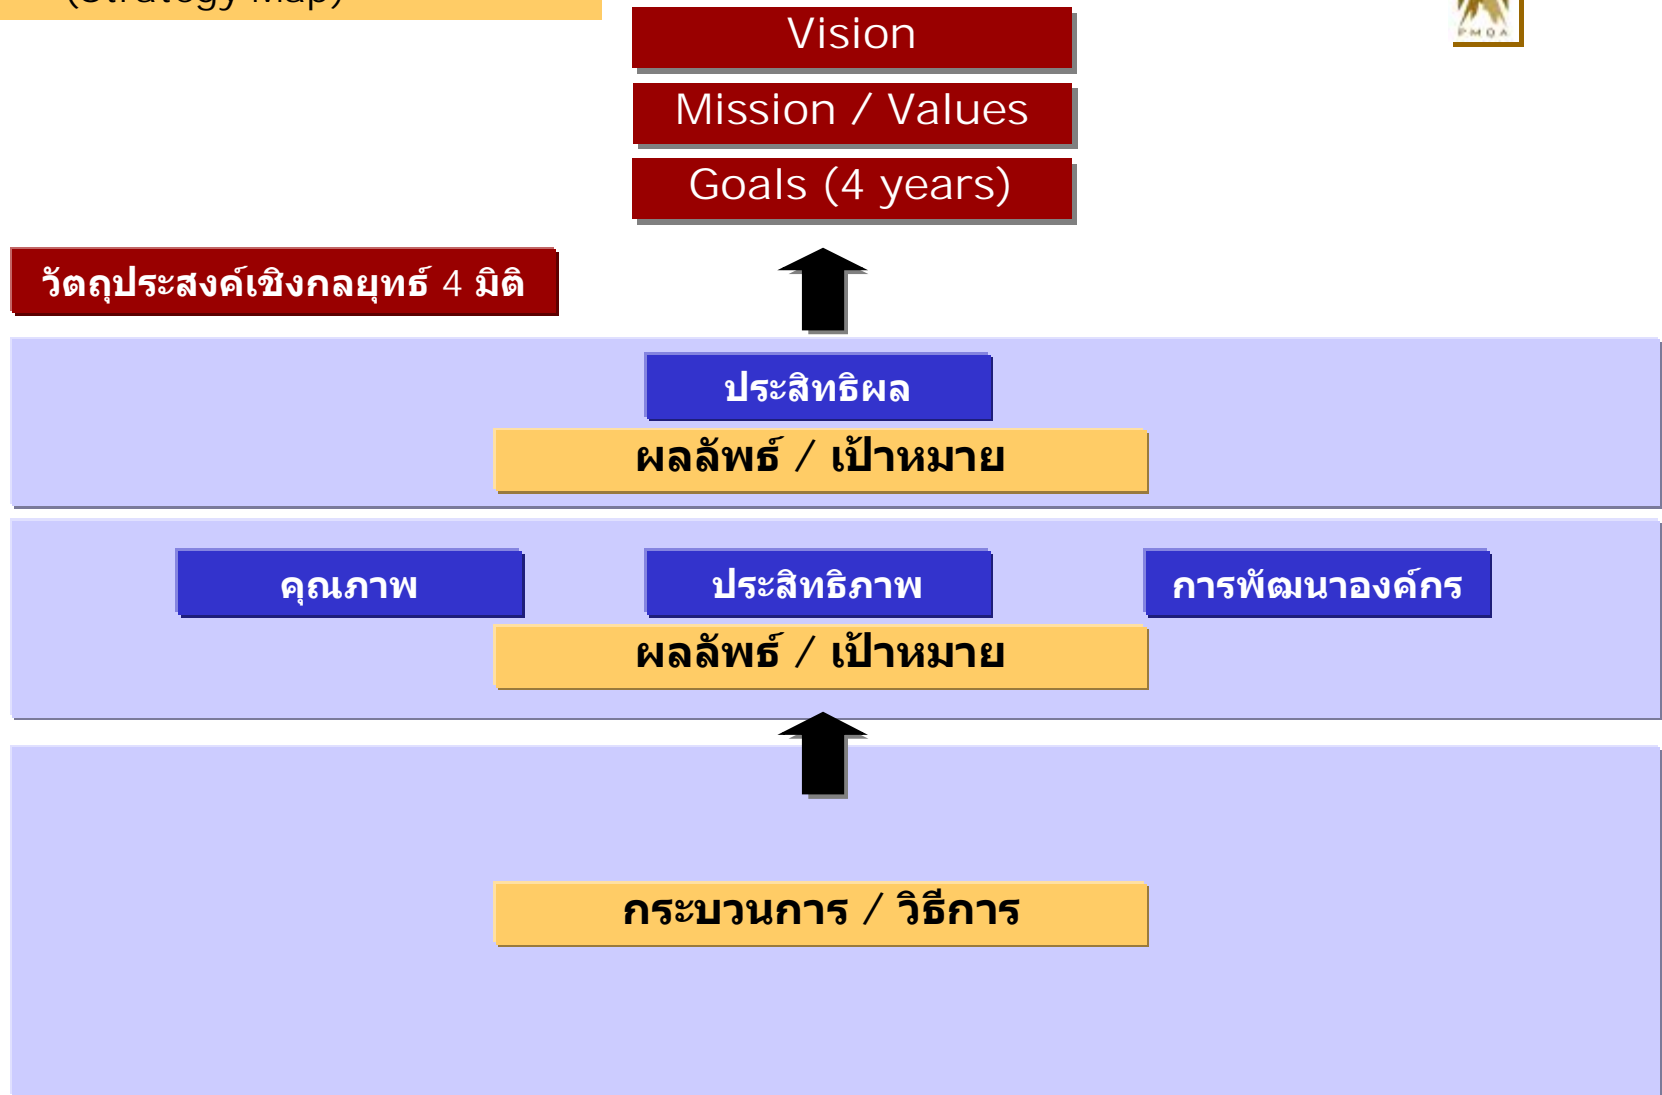 (Strategy Map)
PMQA
Vision
Mission / Values
Goals (4 years)
วัตถุประสงค์เชิงกลยุทธ์ 4 มิติ
ประสิทธิผล
ผลลัพธ์ / เป้าหมาย
คุณภาพ ประสิทธิภาพ การพัฒนาองค์กร
ผลลัพธ์ / เป้าหมาย
กระบวนการ / วิธีการ